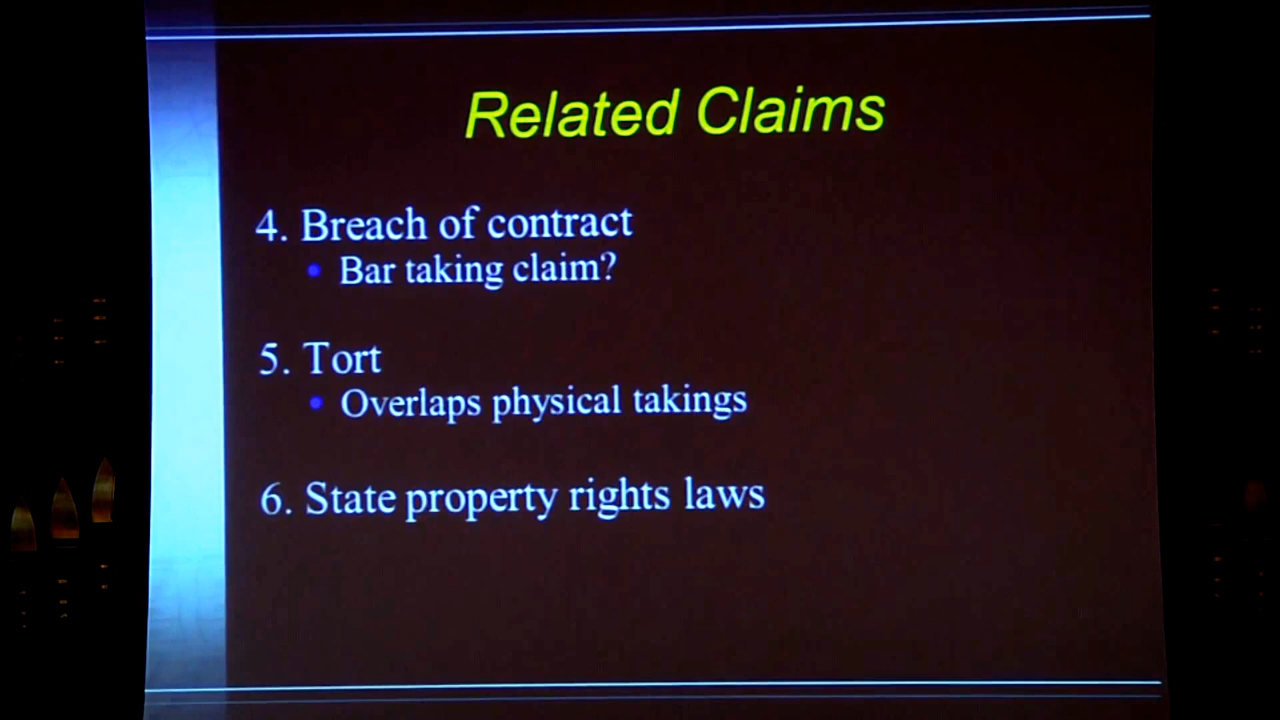 Related Claims
4. Breach of contract
• Bar taking claim?
5. Tort
• Overlaps physical takings
6. State property rights laws